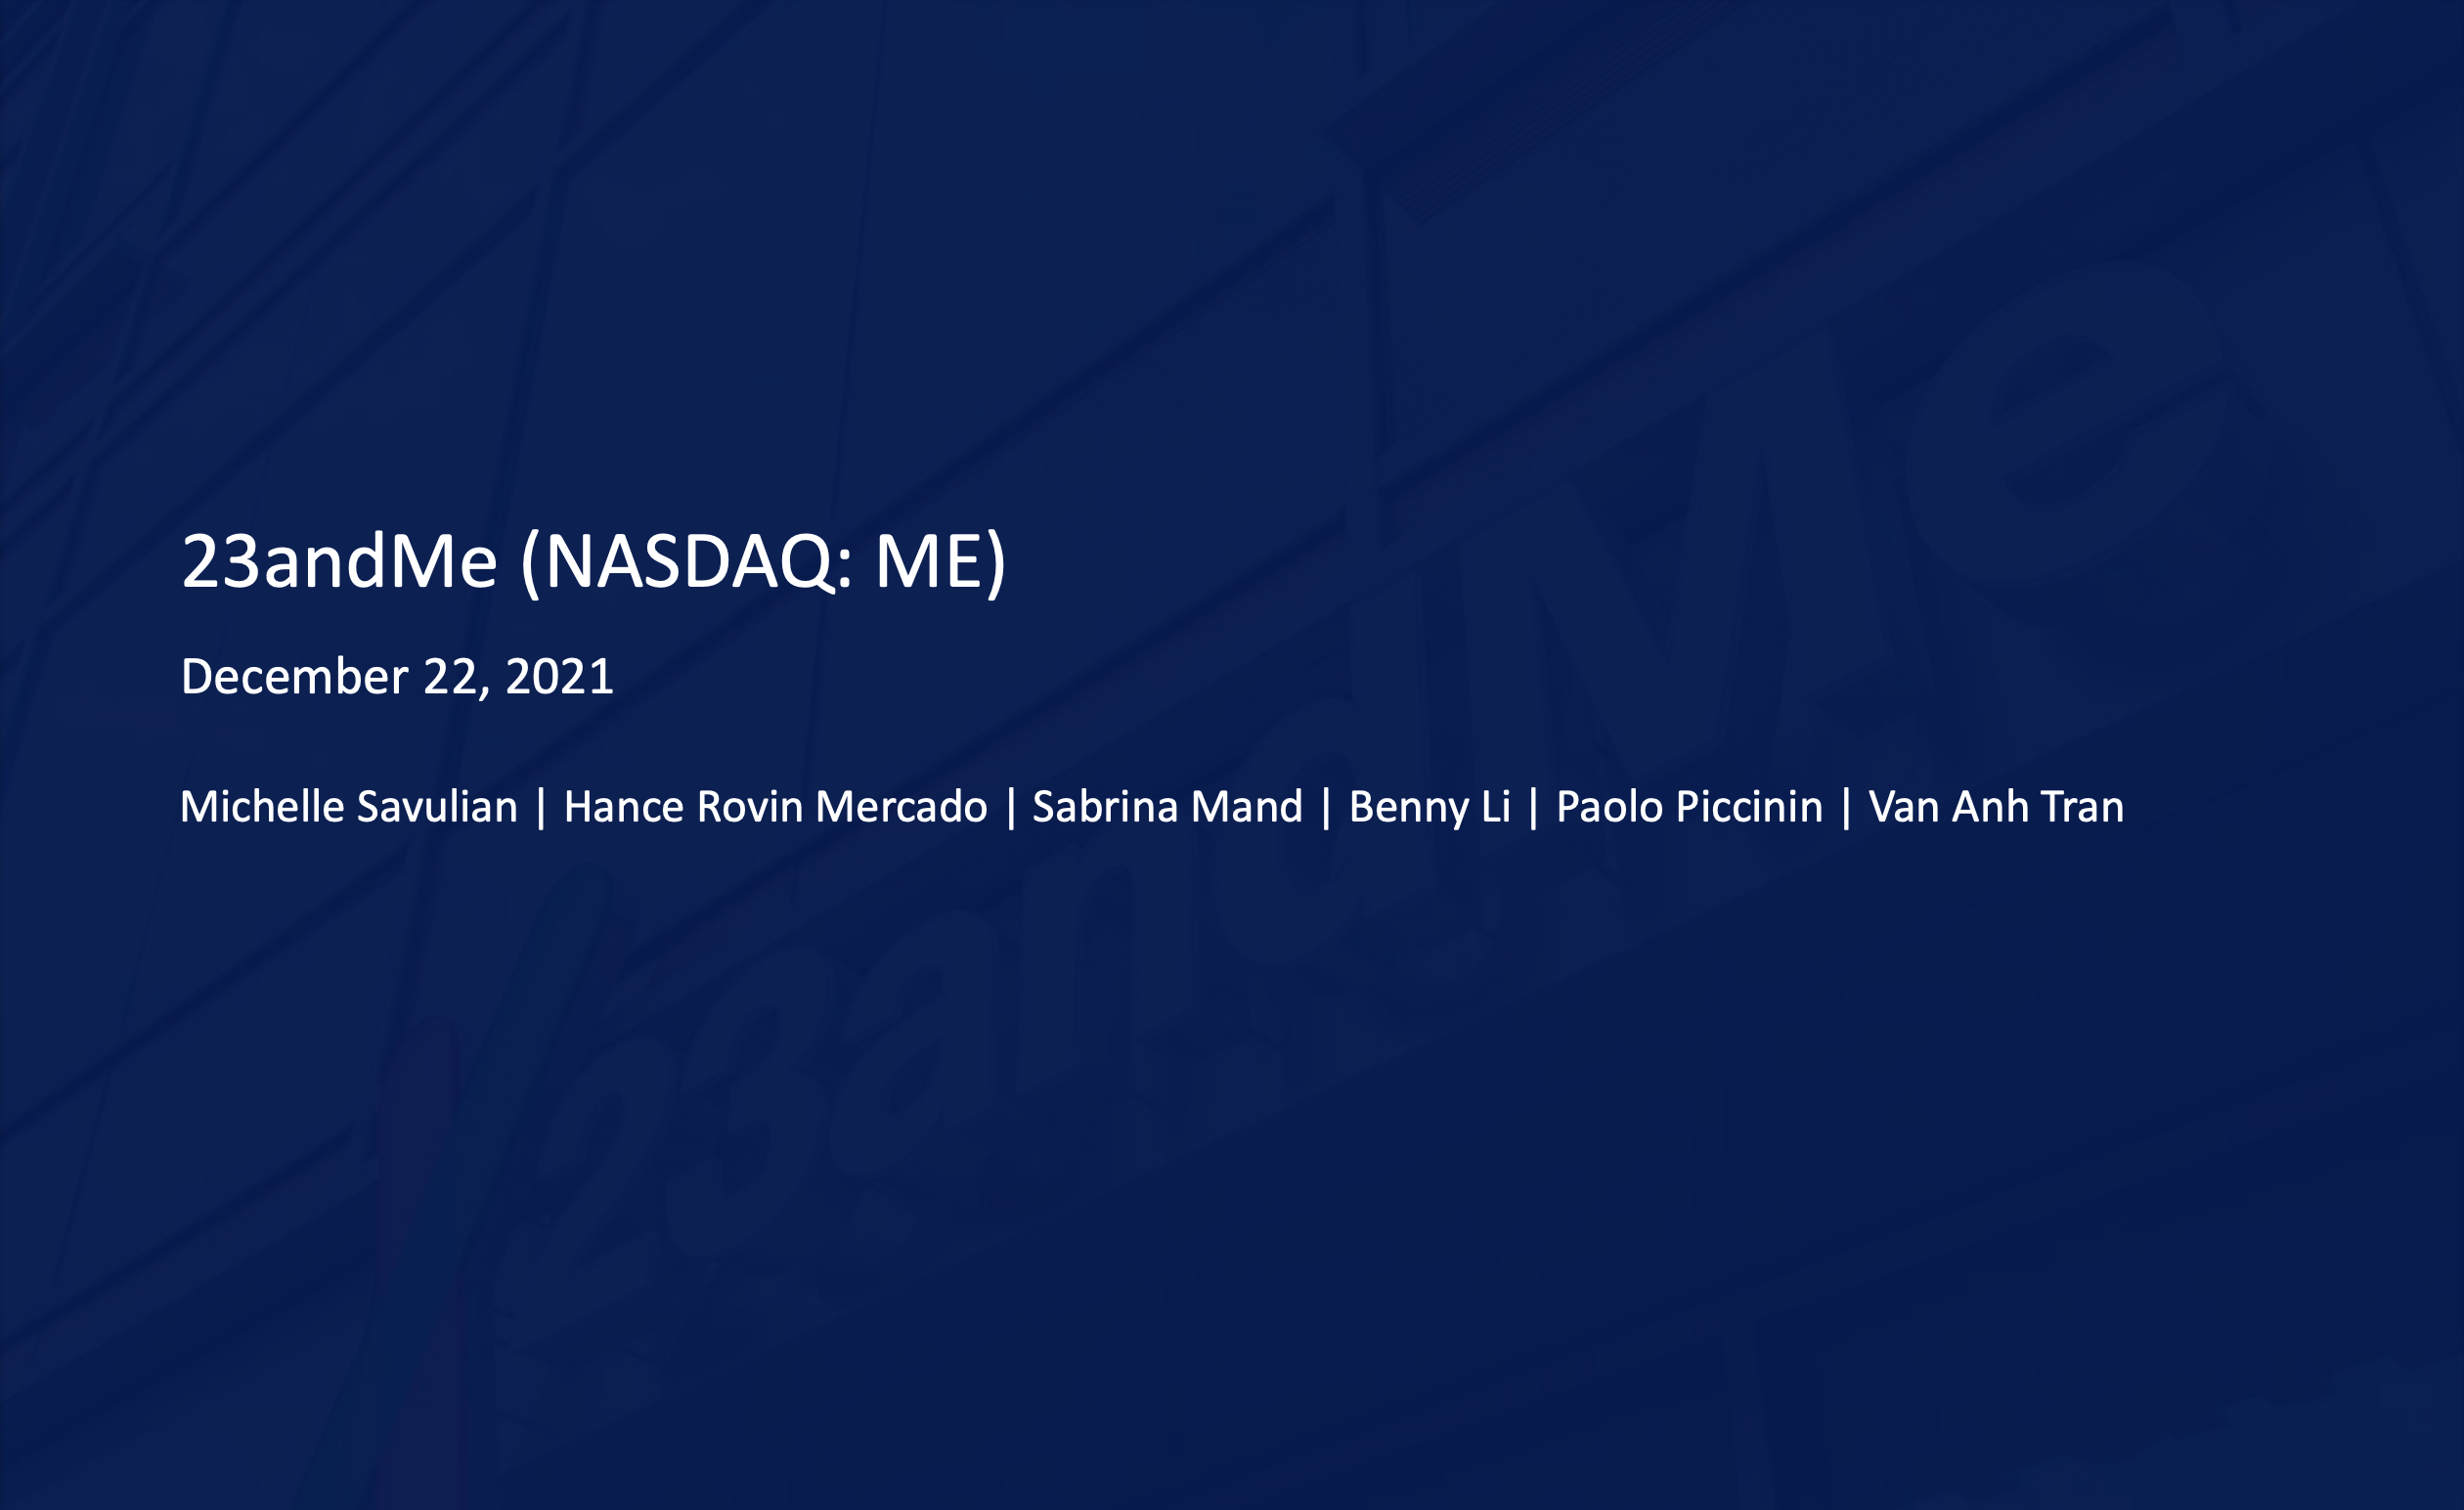 23andMe (NASDAQ: ME)
December 22, 2021
Michelle Savulian | Hance Rovin Mercado | Sabrina Mand | Benny Li | Paolo Piccinin | Van Anh Tran
23andMe